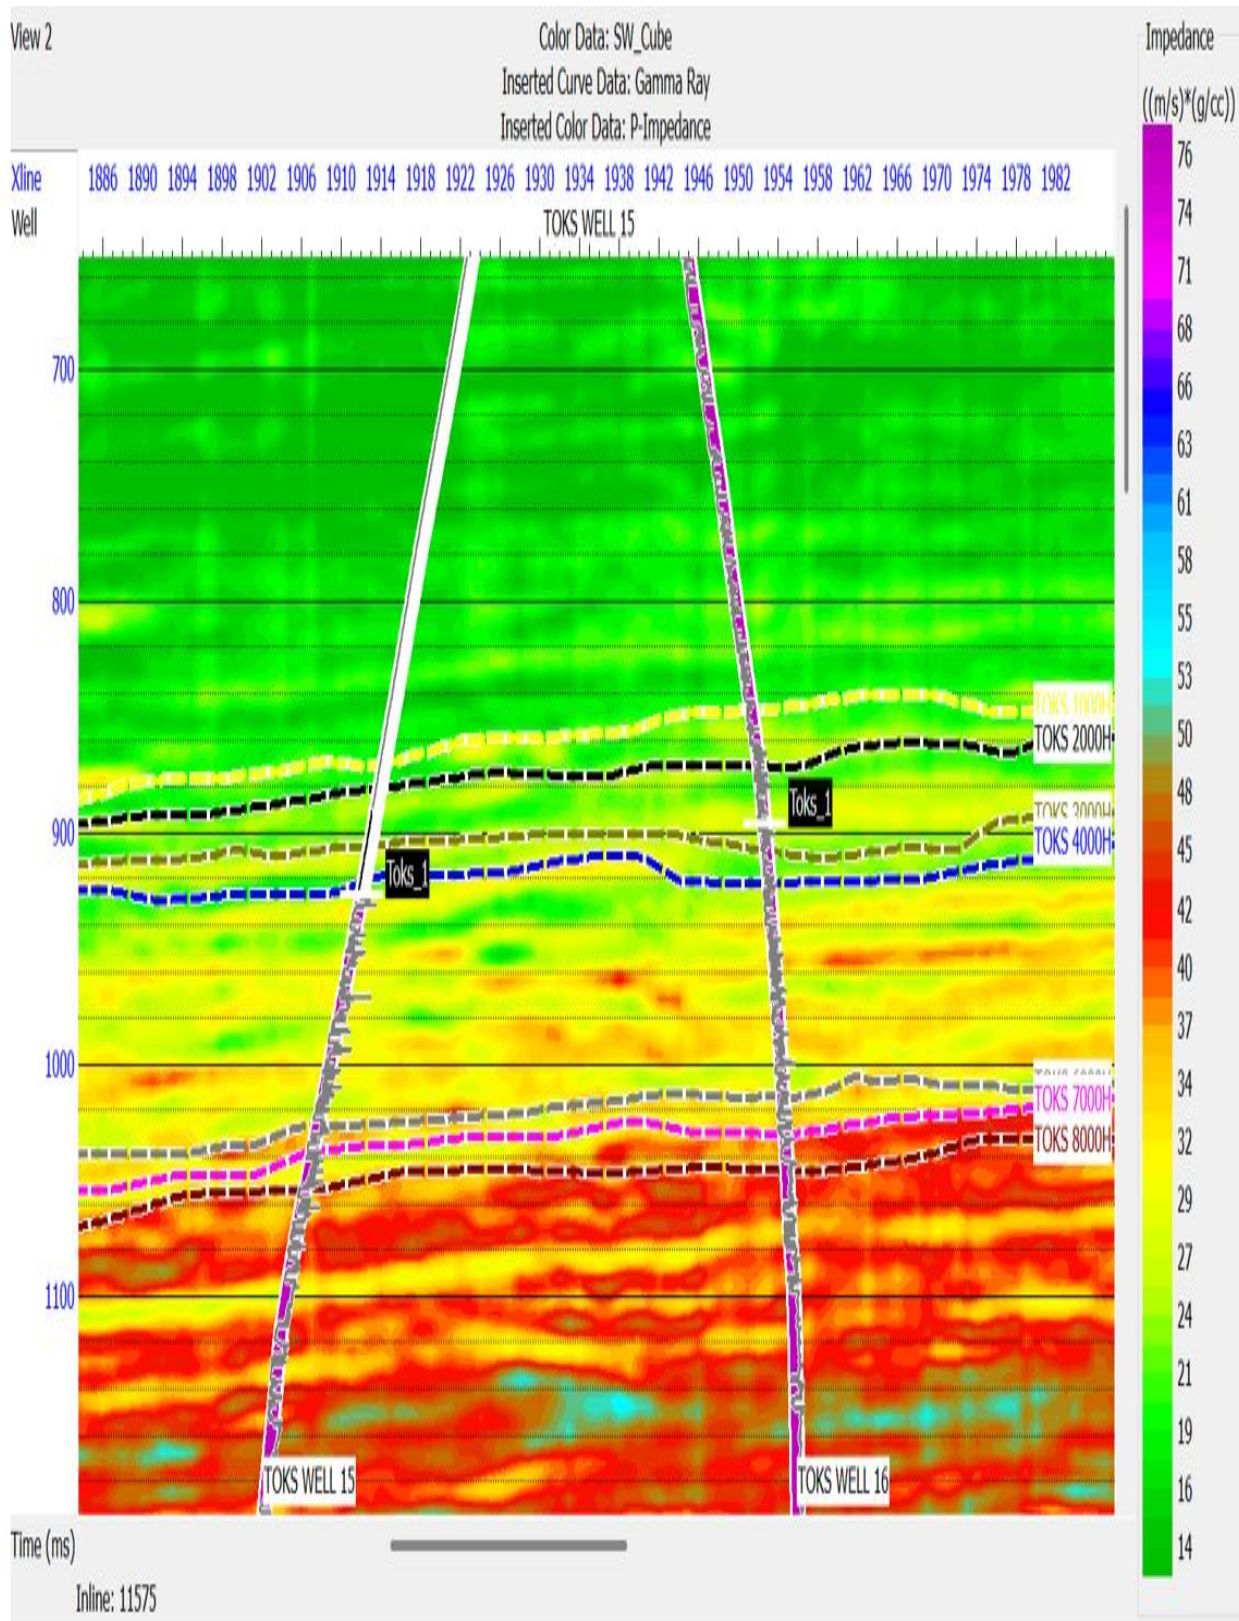 View 2
Color Data: SW_Cube
Inserted Curve Data: Gamma Ray
Inserted Color Data: P-Impedance
Impedance
((m/s)*(g/cc))
Xline 1886 1890 1894 1898 1902 1906 1910 1914 1918 1922 1926 1930 1934 1938 1942 1946 1950 1954 1958 1962 1966 1970 1974 1978 1982
Well TOKS WELL 15
700
800
900
1000
1100
TOKS 1000H
TOKS 2000H
TOKS 3000H
TOKS 4000H
TOKS 7000H
TOKS 8000H
Toks_1
Toks_1
TOKS WELL 15
TOKS WELL 16
Time (ms)
Inline: 11575
76
74
71
68
66
63
61
58
55
53
50
48
45
42
40
37
34
32
29
27
24
21
19
16
14